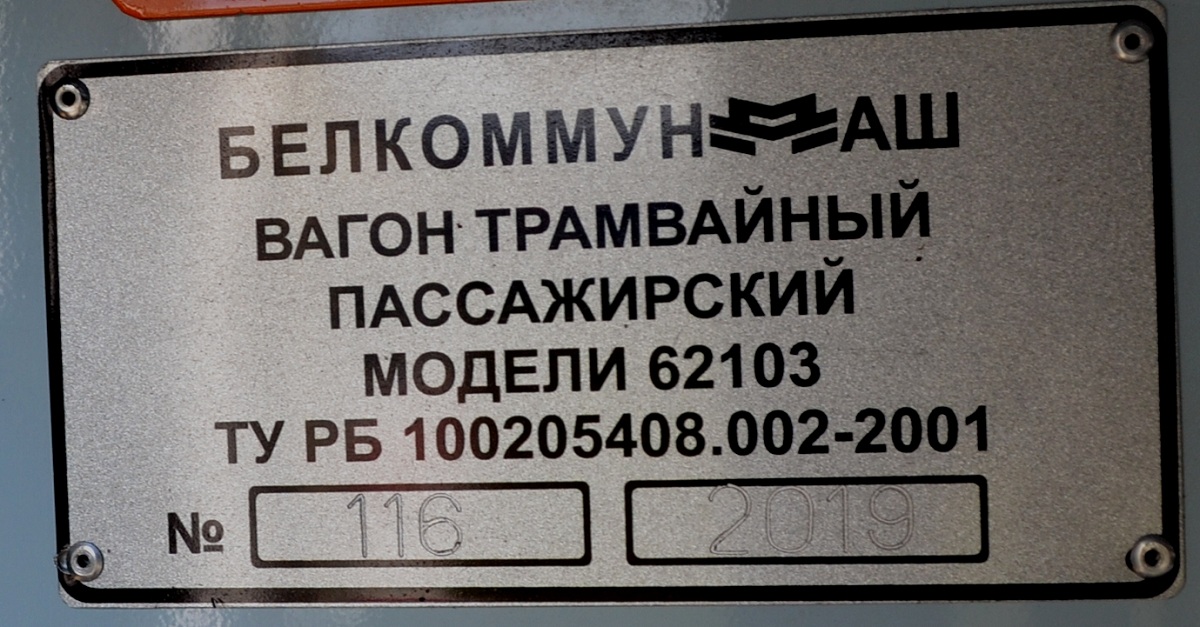 БЕЛКОММУНМАШ
ВАГОН ТРАМВАЙНЫЙ
ПАССАЖИРСКИЙ
МОДЕЛИ 62103
ТУ РБ 100205408.002-2001
№ 116 2019